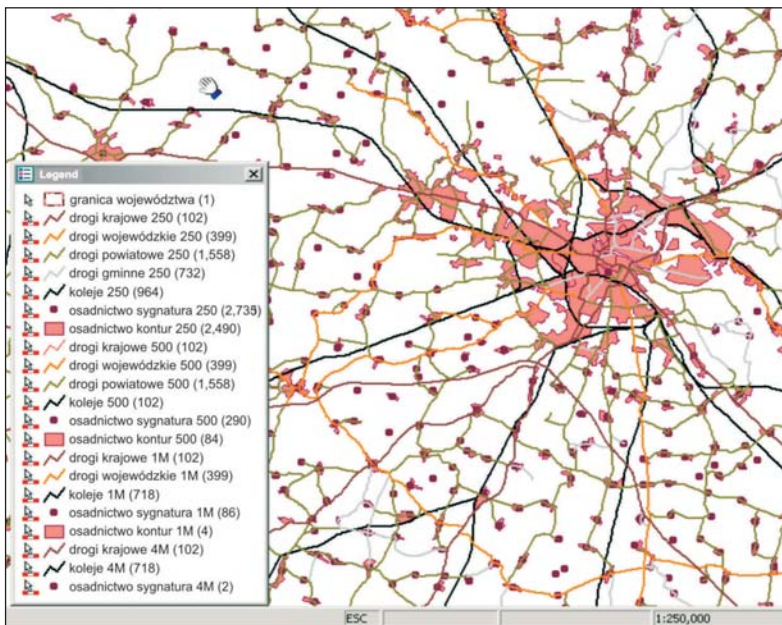 Legend
granica województwa (1)
drogi krajowe 250 (102)
drogi wojewódzkie 250 (399)
drogi powiatowe 250 (1,558)
drogi gminne 250 (732)
koleje 250 (964)
osadnictwo sygnatura 250 (2,735)
osadnictwo kontur 250 (2,490)
drogi krajowe 500 (102)
drogi wojewódzkie 500 (399)
drogi powiatowe 500 (1,558)
koleje 500 (102)
osadnictwo sygnatura 500 (290)
osadnictwo kontur 500 (84)
drogi krajowe 1M (102)
drogi wojewódzkie 1M (399)
koleje 1M (718)
osadnictwo sygnatura 1M (86)
osadnictwo kontur 1M (4)
drogi krajowe 4M (102)
koleje 4M (718)
osadnictwo sygnatura 4M (2)
ESC
1:250,000